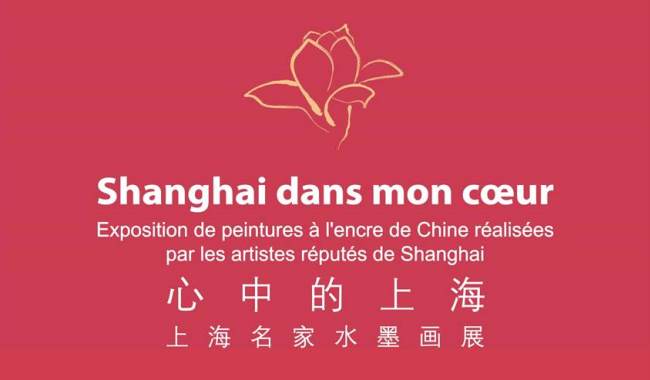 Shanghai dans mon cœur
Exposition de peintures à l'encre de Chine réalisées
par les artistes réputés de Shanghai
心中的上海
上海名家水墨画展